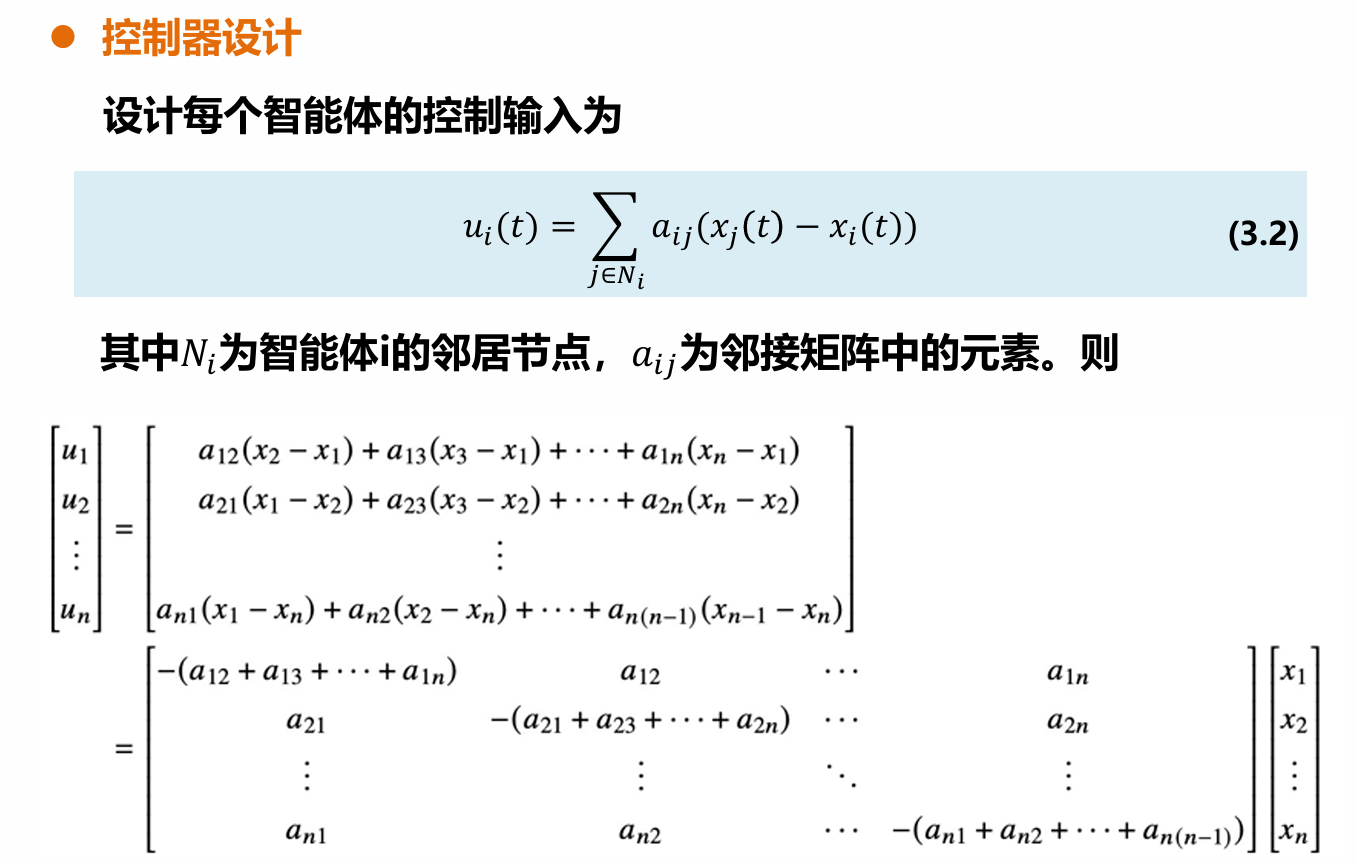 ● 控制器设计
设计每个智能体的控制输入为
$u_i(t) = \sum_{j \in N_i} a_{ij}(x_j(t) - x_i(t))$ (3.2)
其中$N_i$为智能体i的邻居节点，$a_{ij}$为邻接矩阵中的元素。则
$\begin{bmatrix} u_1 \\ u_2 \\ \vdots \\ u_n \end{bmatrix} = \begin{bmatrix} a_{12}(x_2 - x_1) + a_{13}(x_3 - x_1) + \cdots + a_{1n}(x_n - x_1) \\ a_{21}(x_1 - x_2) + a_{23}(x_3 - x_2) + \cdots + a_{2n}(x_n - x_2) \\ \vdots \\ a_{n1}(x_1 - x_n) + a_{n2}(x_2 - x_n) + \cdots + a_{n(n-1)}(x_{n-1} - x_n) \end{bmatrix}$
$= \begin{bmatrix} -(a_{12} + a_{13} + \cdots + a_{1n}) & a_{12} & \cdots & a_{1n} \\ a_{21} & -(a_{21} + a_{23} + \cdots + a_{2n}) & \cdots & a_{2n} \\ \vdots & \vdots & \ddots & \vdots \\ a_{n1} & a_{n2} & \cdots & -(a_{n1} + a_{n2} + \cdots + a_{n(n-1)}) \end{bmatrix} \begin{bmatrix} x_1 \\ x_2 \\ \vdots \\ x_n \end{bmatrix}$